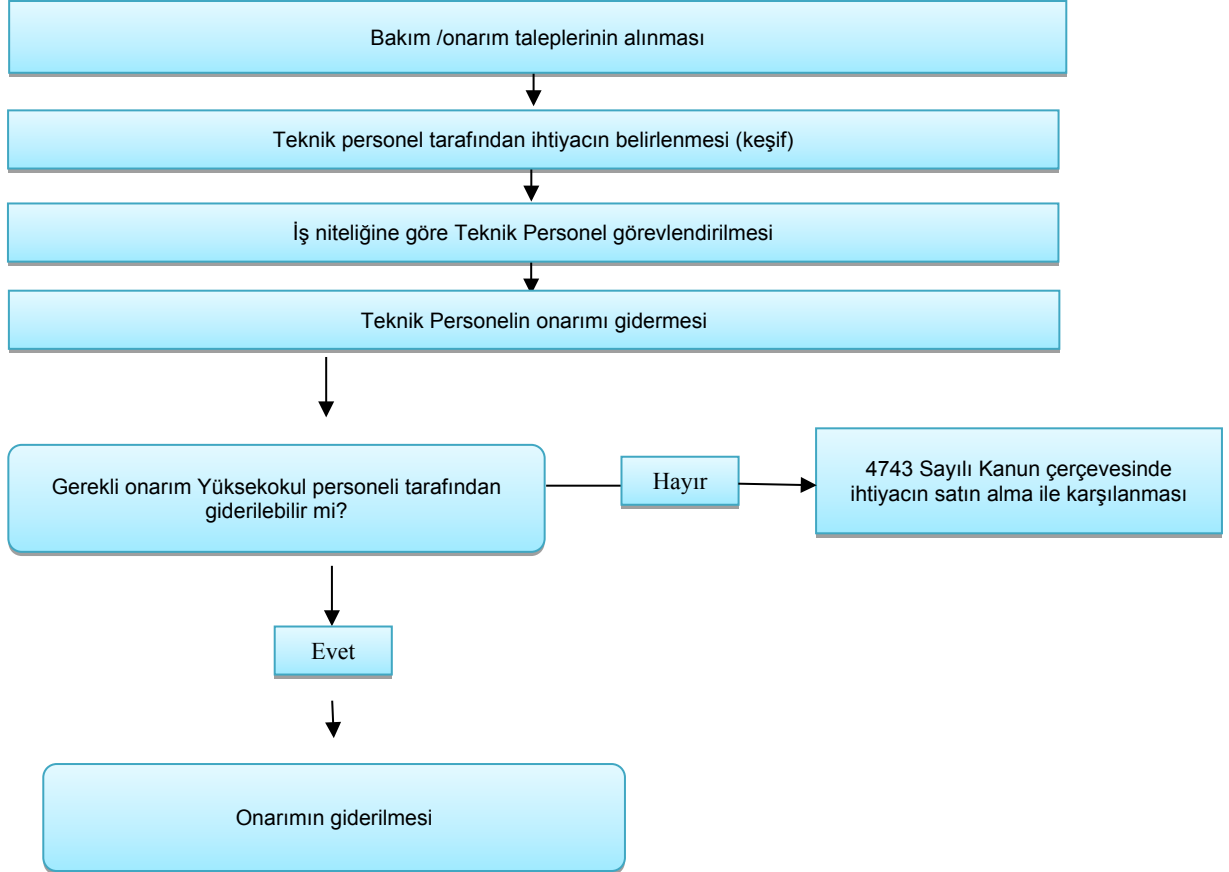 Bakım /onarım taleplerinin alınması
Teknik personel tarafından ihtiyacın belirlenmesi (keşif)
İş niteliğine göre Teknik Personel görevlendirilmesi
Teknik Personelin onarımı gidermesi
Gerekli onarım Yüksekokul personeli tarafından
giderilebilir mi?
Hayır
4743 Sayılı Kanun çerçevesinde
ihtiyacın satın alma ile karşılanması
Evet
Onarımın giderilmesi